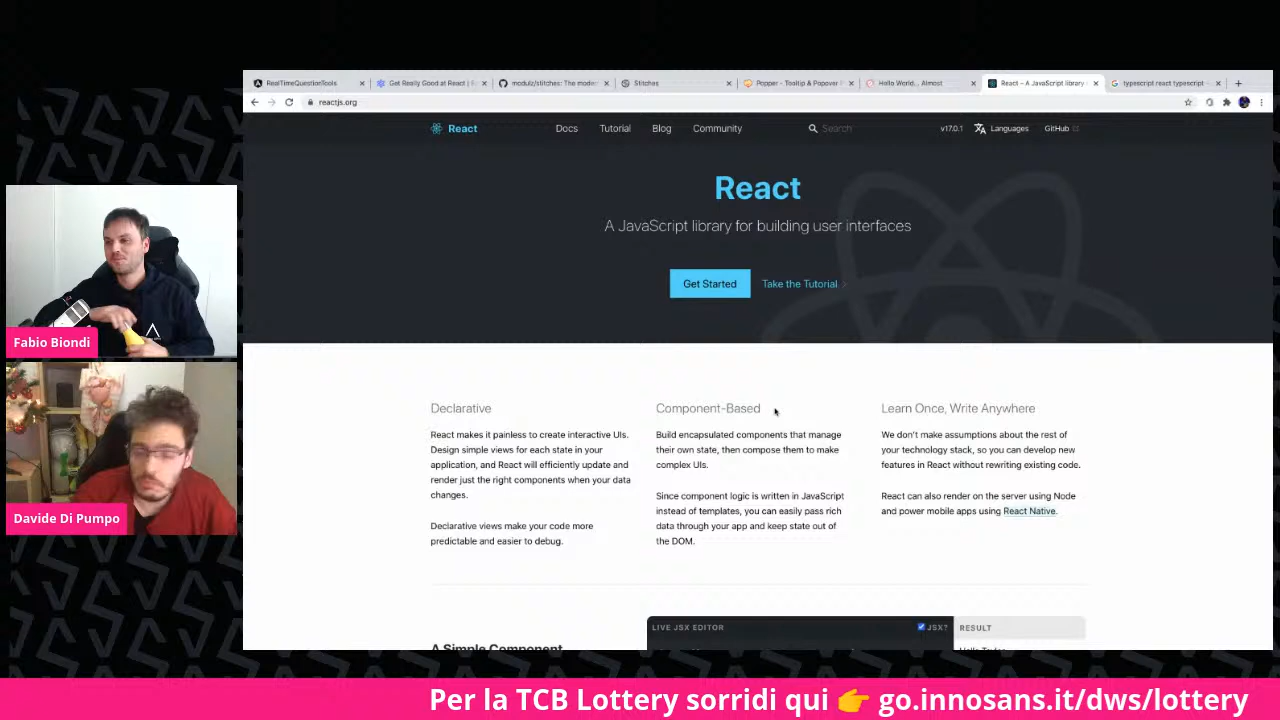 RealTimeQuestionTools
Get Really Good at React |
modulz/stitches: The mode
Stitches
Popper - Tooltip & Popover P
Hello World... Almost
React – A JavaScript library
typescript react typescript -
reactjs.org
React
Docs
Tutorial
Blog
Community
Search
v17.0.1
Languages
GitHub
React
A JavaScript library for building user interfaces
Get Started
Take the Tutorial
Fabio Biondi
Davide Di Pumpo
Declarative
React makes it painless to create interactive UIs.
Design simple views for each state in your
application, and React will efficiently update and
render just the right components when your data
changes.
Declarative views make your code more
predictable and easier to debug.
Component-Based
Build encapsulated components that manage
their own state, then compose them to make
complex UIs.
Since component logic is written in JavaScript
instead of templates, you can easily pass rich
data through your app and keep state out of
the DOM.
Learn Once, Write Anywhere
We don't make assumptions about the rest of
your technology stack, so you can develop new
features in React without rewriting existing code.
React can also render on the server using Node
and power mobile apps using React Native.
A Simple Component
LIVE JSX EDITOR
JSX?
RESULT
Hello Taylor
Per la TCB Lottery sorridi qui 👉 go.innosans.it/dws/lottery